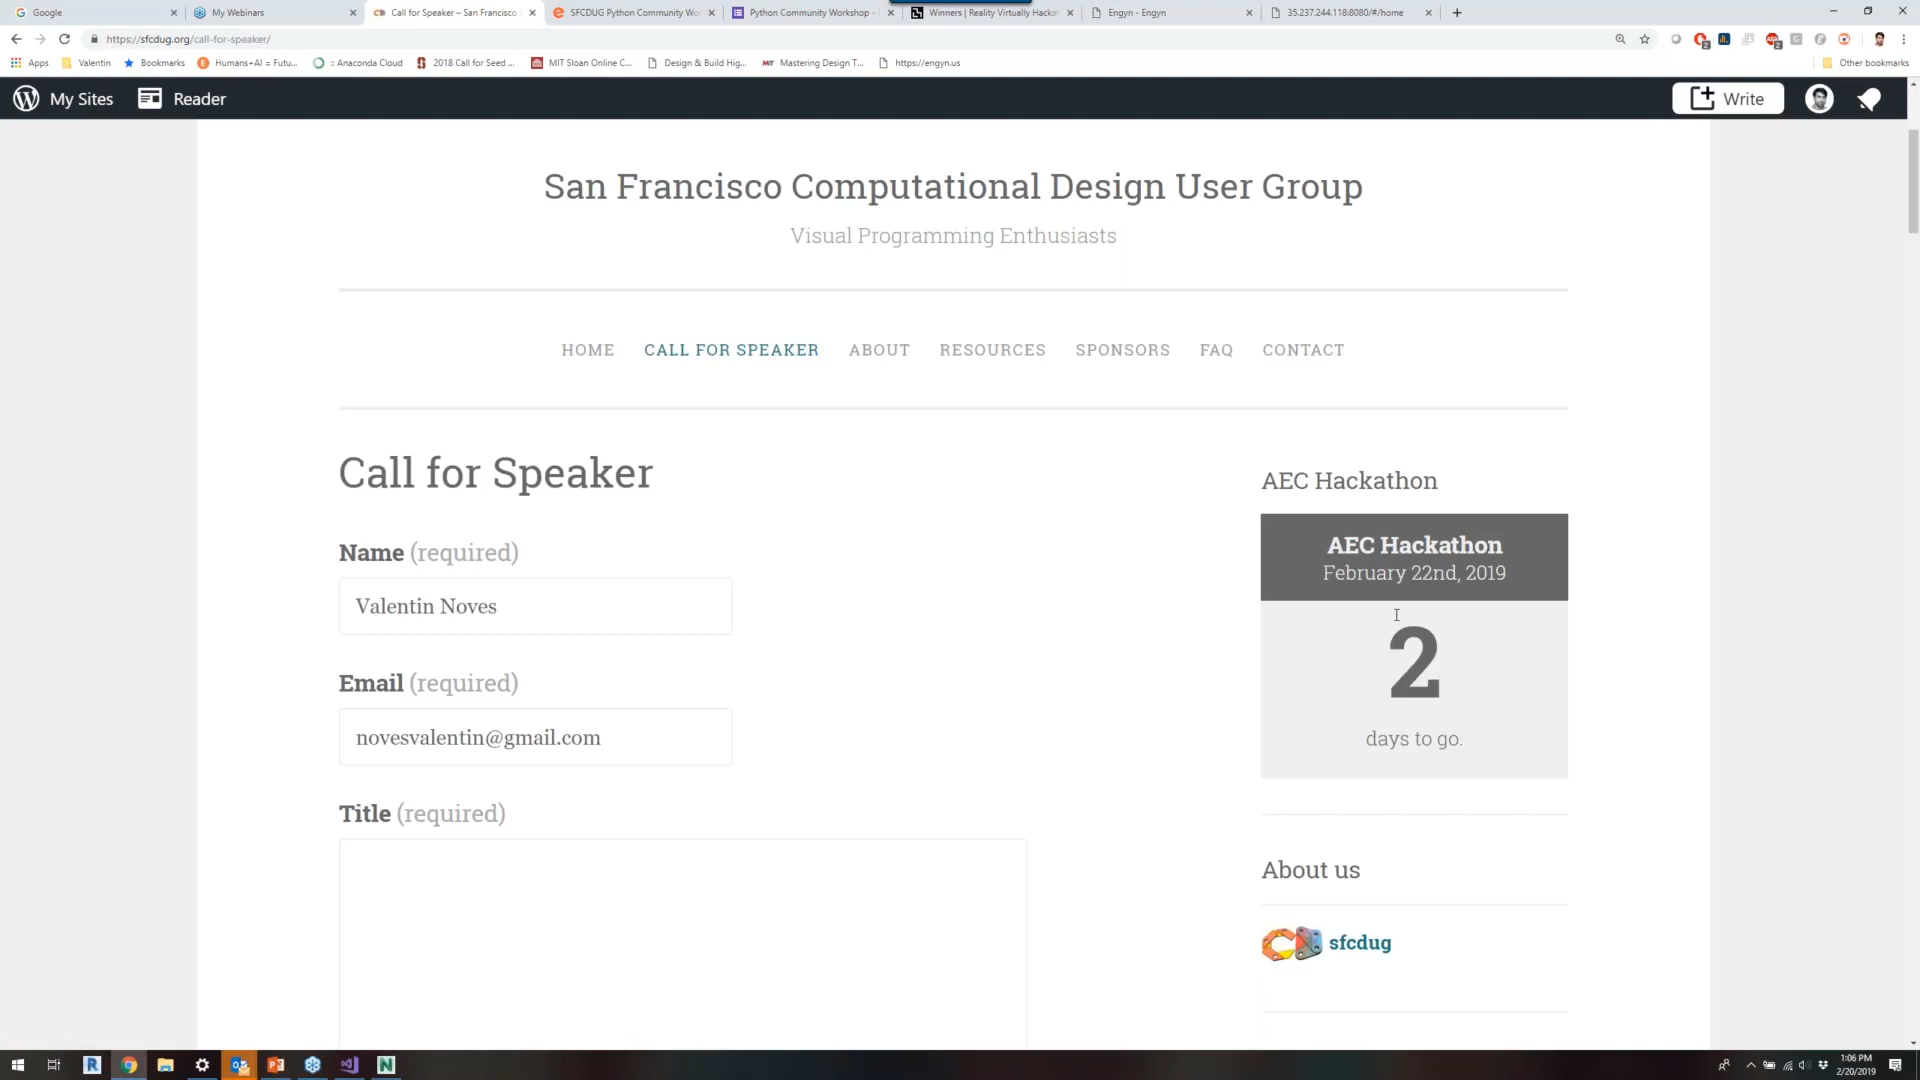 Google
My Webinars
Call for Speaker – San Francisco
SFCDUG Python Community Wo
Python Community Workshop -
Winners | Reality Virtually Hacka
Engyn - Engyn
35.237.244.118:8080/#/home
https://sfcdug.org/call-for-speaker/
Apps
Valentin
Bookmarks
Humans+AI = Futu...
:: Anaconda Cloud
2018 Call for Seed ...
MIT Sloan Online C...
Design & Build Hig...
Mastering Design T...
https://engyn.us
Other bookmarks
My Sites
Reader
Write
San Francisco Computational Design User Group
Visual Programming Enthusiasts
HOME
CALL FOR SPEAKER
ABOUT
RESOURCES
SPONSORS
FAQ
CONTACT
Call for Speaker
Name (required)
Valentin Noves
Email (required)
novesvalentin@gmail.com
Title (required)
AEC Hackathon
AEC Hackathon
February 22nd, 2019
2
days to go.
About us
sfcdug
1:06 PM
2/20/2019